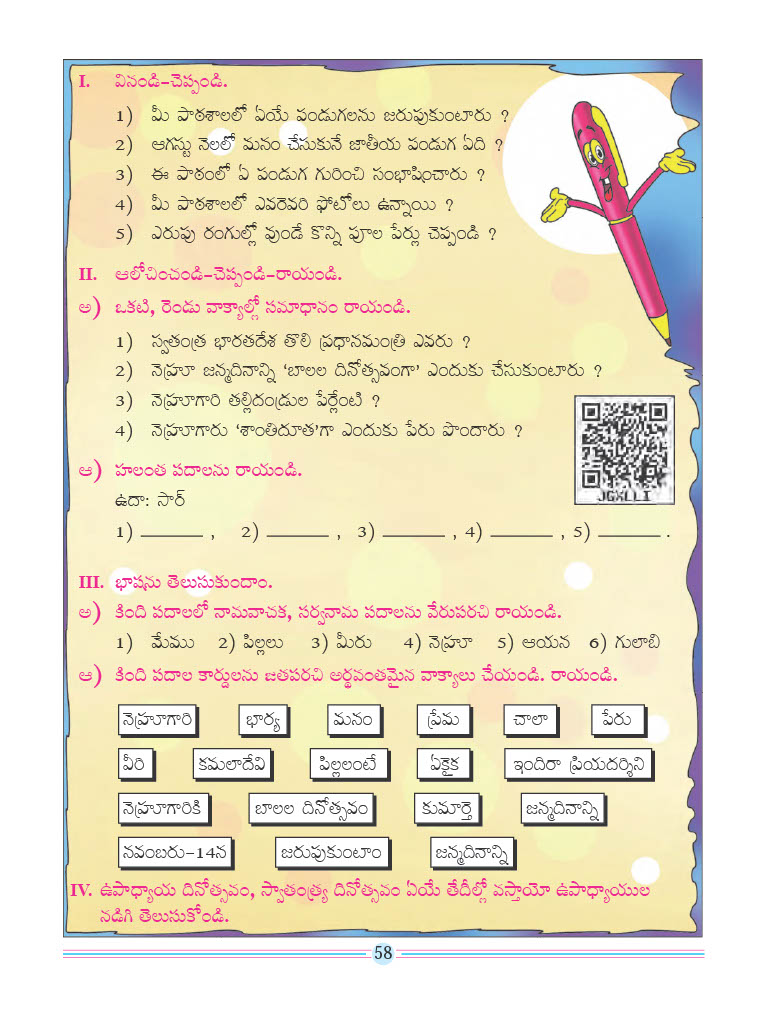 I. వినండి-చెప్పండి.
1) మీ పాఠశాలలో ఏయే పండుగలను జరుపుకుంటారు ?
2) ఆగస్టు నెలలో మనం చేసుకునే జాతీయ పండుగ ఏది ?
3) ఈ పాఠంలో ఏ పండుగ గురించి సంభాషించారు ?
4) మీ పాఠశాలలో ఎవరెవరి ఫోటోలు ఉన్నాయి ?
5) ఎరుపు రంగుల్లో వుండే కొన్ని పూల పేర్లు చెప్పండి ?
II. ఆలోచించండి-చెప్పండి-రాయండి.
అ) ఒకటి, రెండు వాక్యాల్లో సమాధానం రాయండి.
1) స్వతంత్ర భారతదేశ తొలి ప్రధానమంత్రి ఎవరు ?
2) నెహ్రూ జన్మదినాన్ని ‘బాలల దినోత్సవంగా’ ఎందుకు చేసుకుంటారు ?
3) నెహ్రూగారి తల్లిదండ్రుల పేర్లేంటి ?
4) నెహ్రూగారు ‘శాంతిదూత’గా ఎందుకు పేరు పొందారు ?
JGXLLI
ఆ) హలంత పదాలను రాయండి.
ఉదా: సార్
1) ______ , 2) ______ , 3) ______ , 4) ______ , 5) ______ .
III. భాషను తెలుసుకుందాం.
అ) కింది పదాలలో నామవాచక, సర్వనామ పదాలను వేరుపరచి రాయండి.
1) మేము 2) పిల్లలు 3) మీరు 4) నెహ్రూ 5) ఆయన 6) గులాబి
ఆ) కింది పదాల కార్డులను జతపరచి అర్థవంతమైన వాక్యాలు చేయండి. రాయండి.
నెహ్రూగారి భార్య మనం ప్రేమ చాలా పేరు
వీరి కమలాదేవి పిల్లలంటే ఏకైక ఇందిరా ప్రియదర్శిని
నెహ్రూగారికి బాలల దినోత్సవం కుమార్తె జన్మదినాన్ని
నవంబరు-14న జరుపుకుంటాం జన్మదినాన్ని
IV. ఉపాధ్యాయ దినోత్సవం, స్వాతంత్ర్య దినోత్సవం ఏయే తేదీల్లో వస్తాయో ఉపాధ్యాయుల
నడిగి తెలుసుకోండి.
58